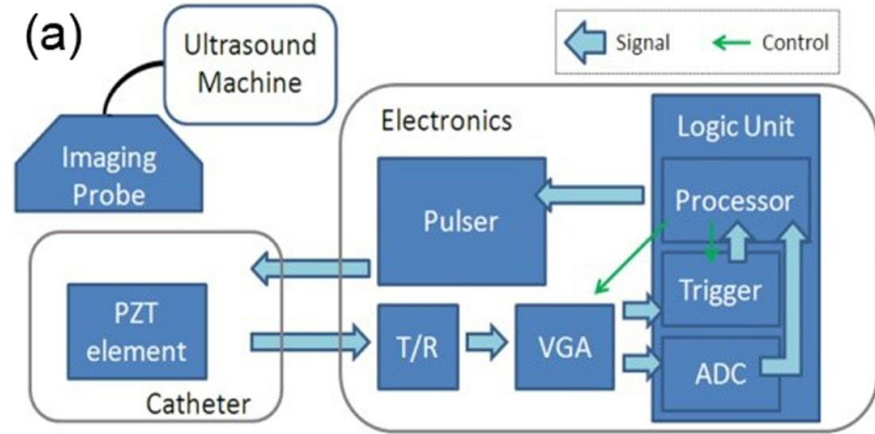 (a)
Ultrasound
Machine
Signal
Control
Imaging
Probe
Electronics
Logic Unit
Processor
Pulser
Trigger
PZT
element
T/R
VGA
ADC
Catheter